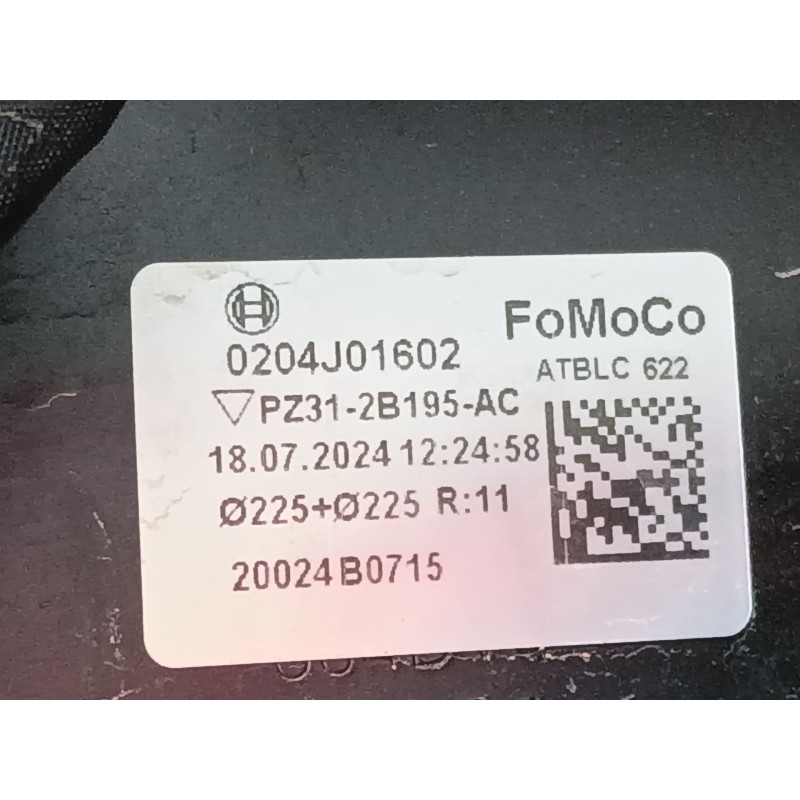 FoMoCo
0204J01602
ATBLC 622
PZ31-2B195-AC
18.07.2024 12:24:58
Ø225+Ø225 R:11
20024B0715